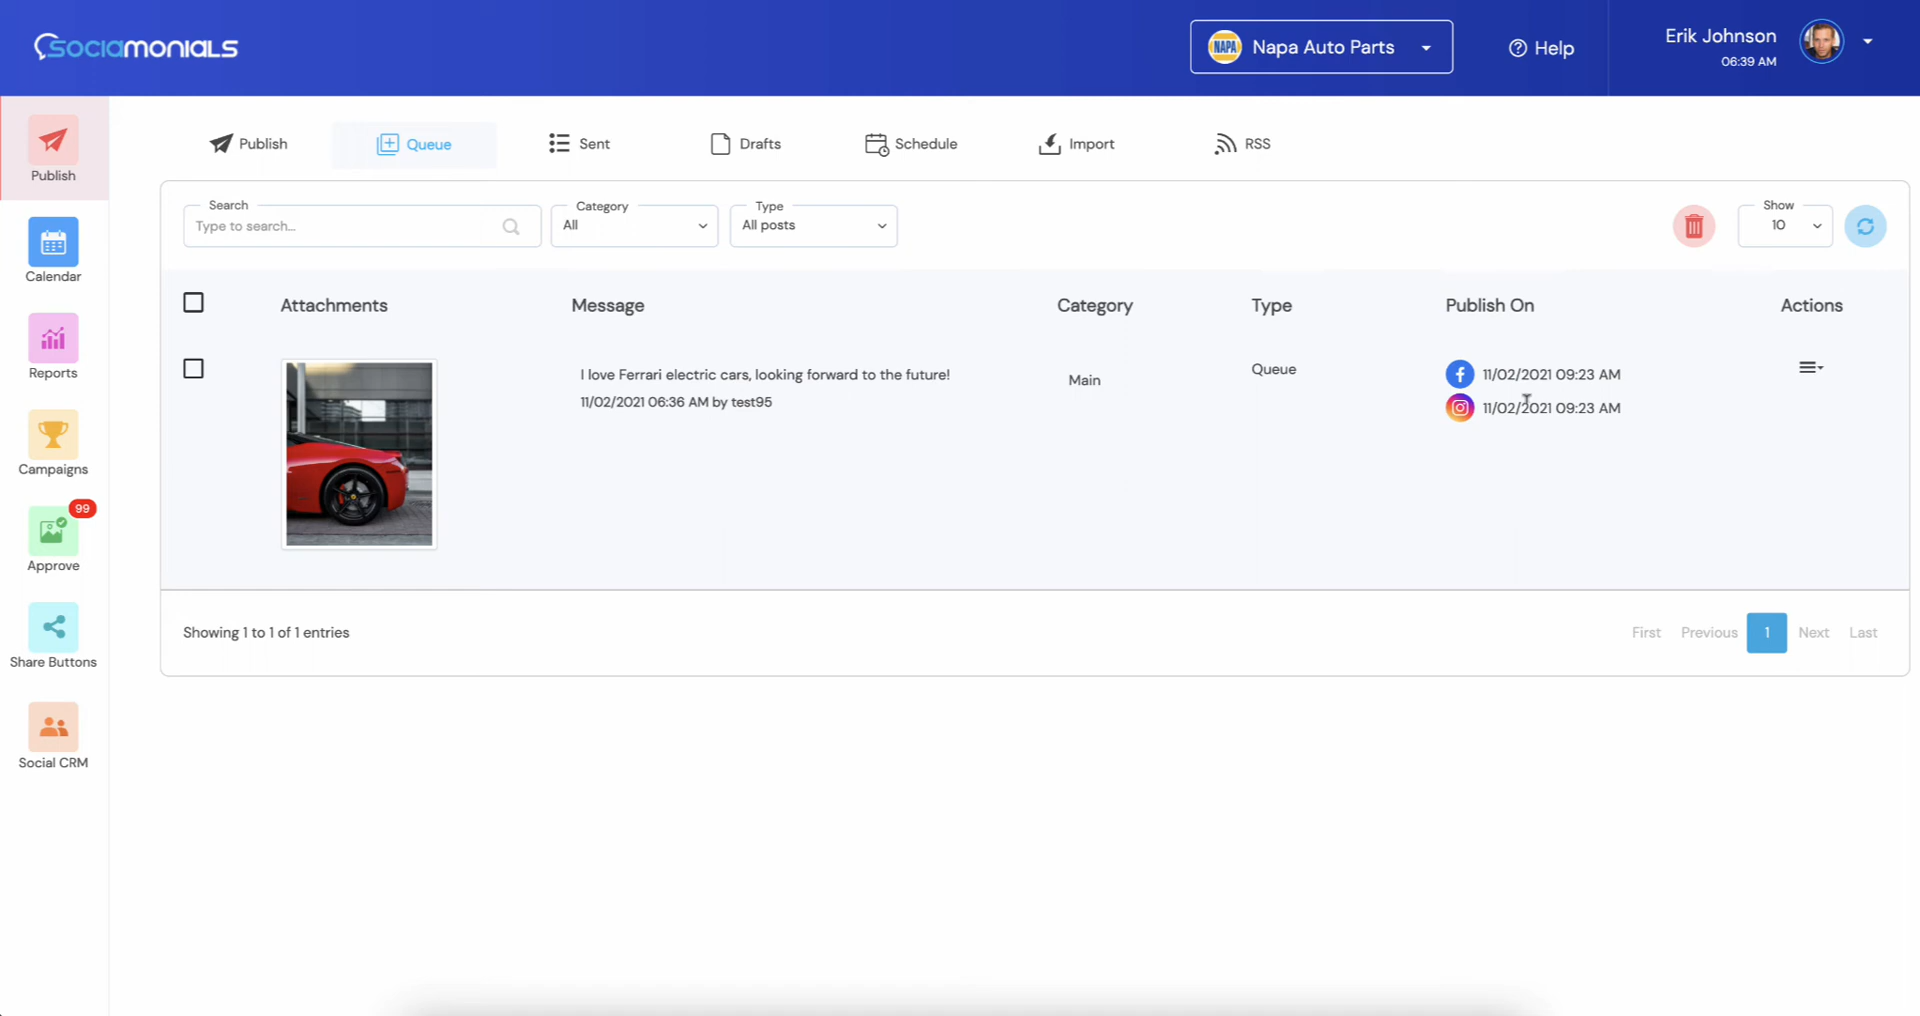 SOCIAMONIALS
NAPA Napa Auto Parts
Help
Erik Johnson
06:39 AM
Publish
Calendar
Reports
Campaigns
99
Approve
Share Buttons
Social CRM
Publish Queue Sent Drafts Schedule Import RSS
Search Category Type Show
Type to search... All All posts 10
Attachments Message Category Type Publish On Actions
I love Ferrari electric cars, looking forward to the future! Main Queue 11/02/2021 09:23 AM
11/02/2021 06:36 AM by test95 11/02/2021 09:23 AM
Showing 1 to 1 of 1 entries First Previous 1 Next Last